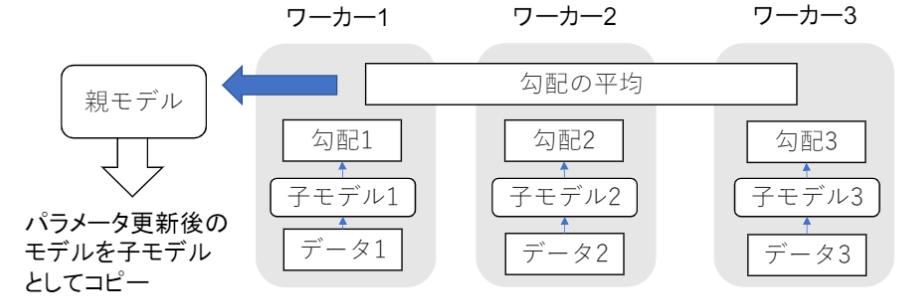 ワーカー1
ワーカー2
ワーカー3
勾配の平均
親モデル
勾配1
勾配2
勾配3
子モデル1
子モデル2
子モデル3
データ1
データ2
データ3
パラメータ更新後の
モデルを子モデル
としてコピー